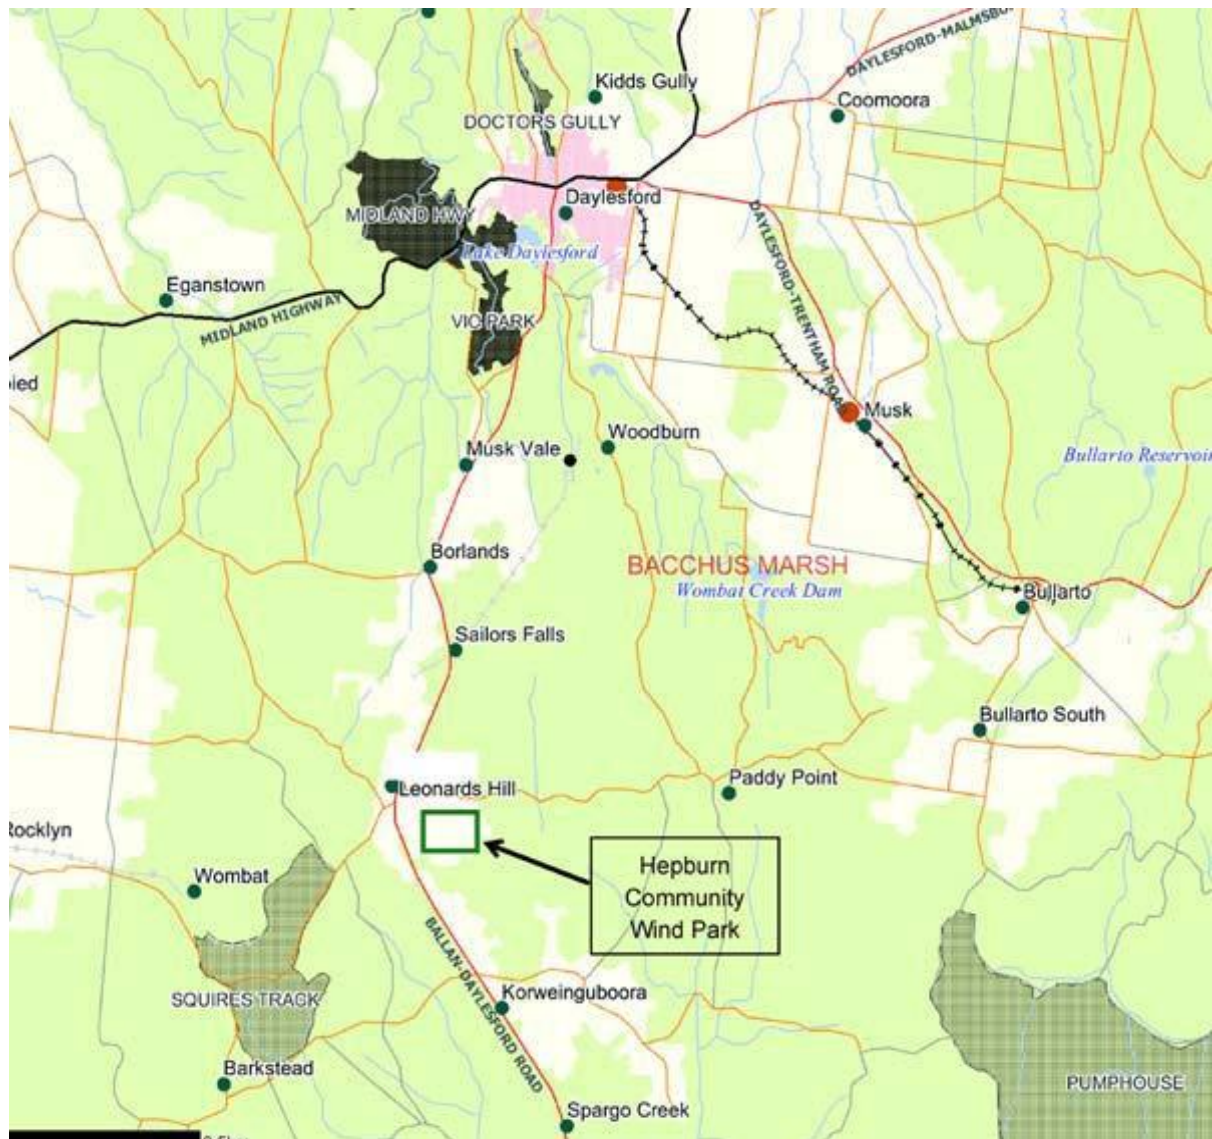 DAYLESFORD-MALMSBU
Kidds Gully
Coomoora
DOCTORS GULLY
Daylesford
MIDLAND HWY
Lake Daylesford
DAYLESFORD-TRENTHAM ROAD
Eganstown
MIDLAND HIGHWAY
VIC PARK
ied
Musk
Woodburn
Musk Vale
Bullarto Reservoir
Borlands
BACCHUS MARSH
Wombat Creek Dam
Bullarto
Sailors Falls
Bullarto South
Paddy Point
Leonards Hill
Rocklyn
Hepburn
Community
Wind Park
Wombat
BALLAN-DAYLESFORD ROAD
SQUIRES TRACK
Korweinguboora
Barkstead
PUMPHOUSE
Spargo Creek